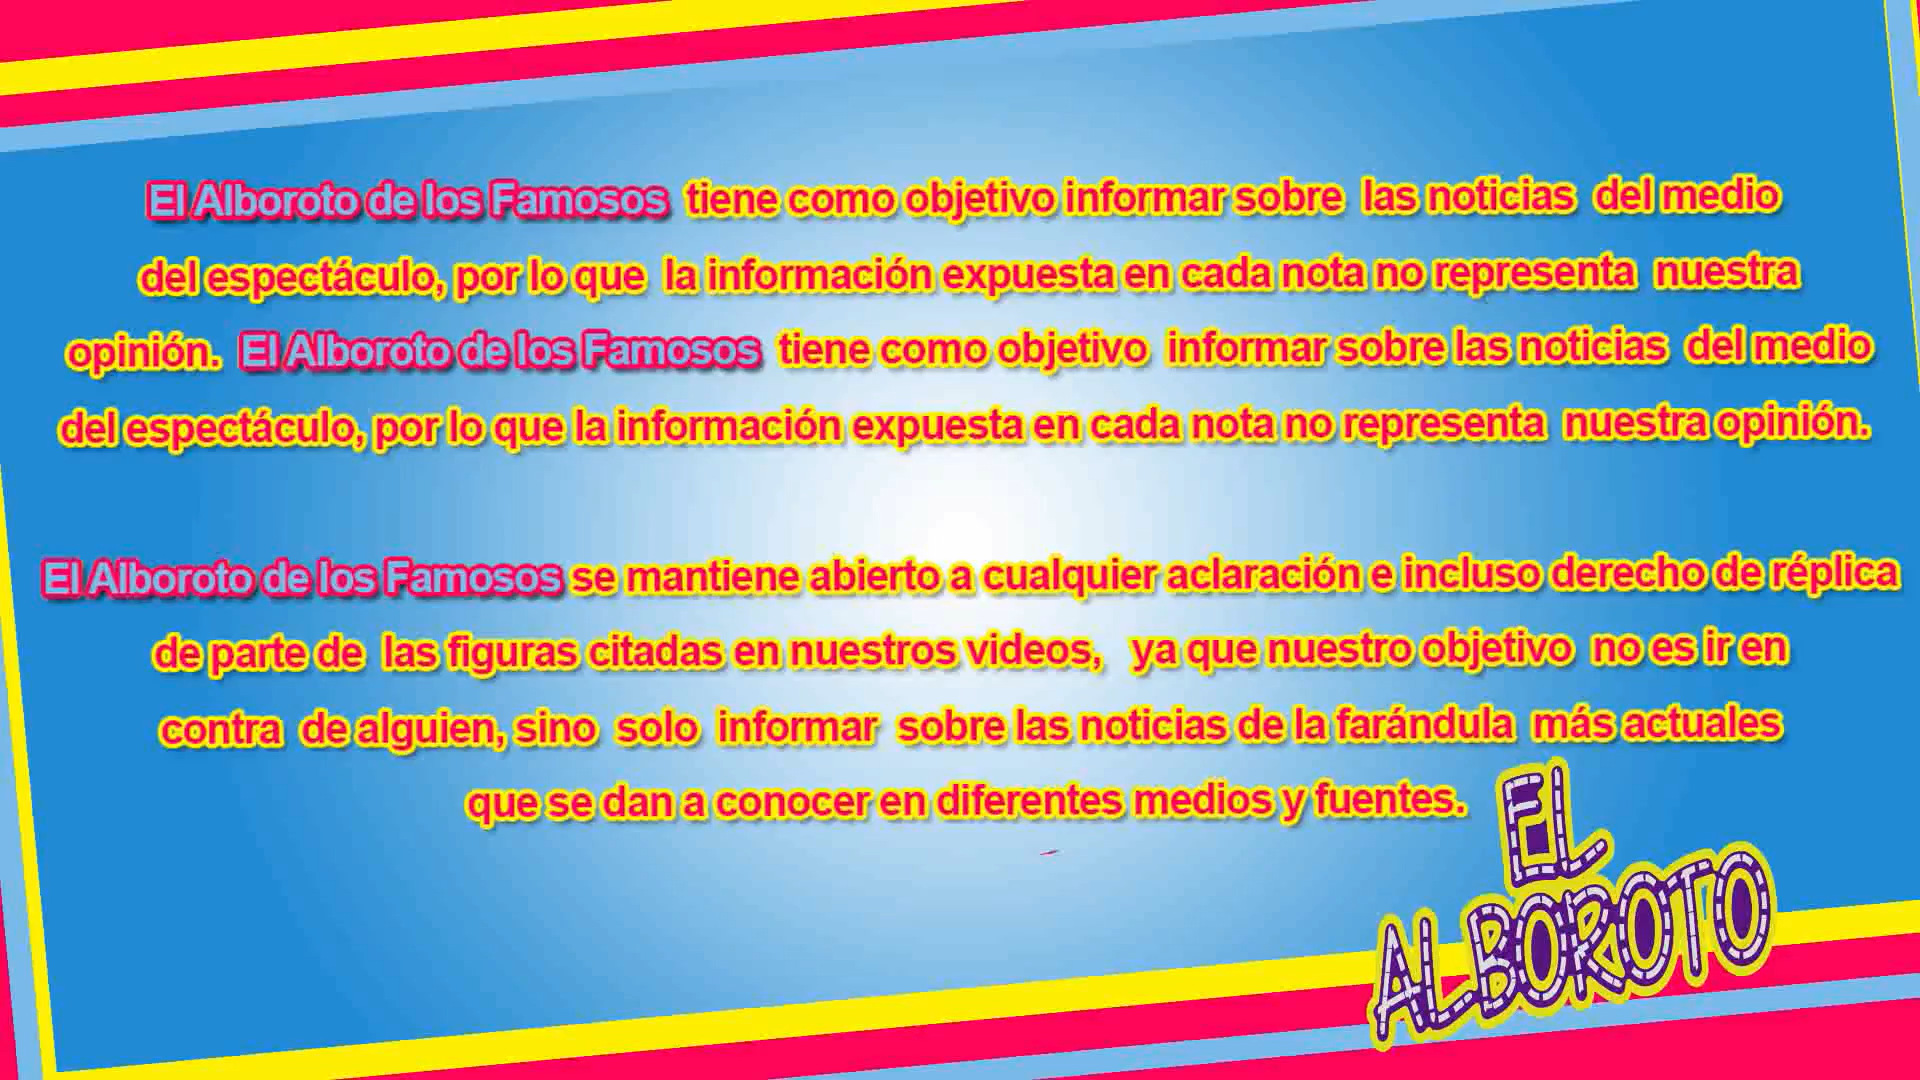 El Alboroto de los Famosos tiene como objetivo informar sobre las noticias del medio
del espectáculo, por lo que la información expuesta en cada nota no representa nuestra
opinión. El Alboroto de los Famosos tiene como objetivo informar sobre las noticias del medio
del espectáculo, por lo que la información expuesta en cada nota no representa nuestra opinión.
El Alboroto de los Famosos se mantiene abierto a cualquier aclaración e incluso derecho de réplica
de parte de las figuras citadas en nuestros videos, ya que nuestro objetivo no es ir en
contra de alguien, sino solo informar sobre las noticias de la farándula más actuales
que se dan a conocer en diferentes medios y fuentes.
EL
ALBOROTO